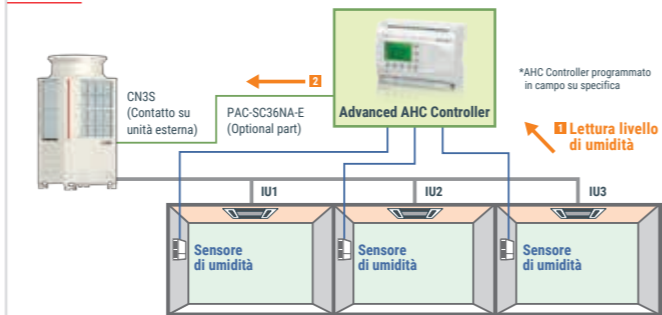 CN3S
(Contatto su
unità esterna)
2
PAC-SC36NA-E
(Optional part)
Advanced AHC Controller
*AHC Controller programmato
in campo su specifica
1 Lettura livello
di umidità
IU1
IU2
IU3
Sensore
di umidità
Sensore
di umidità
Sensore
di umidità